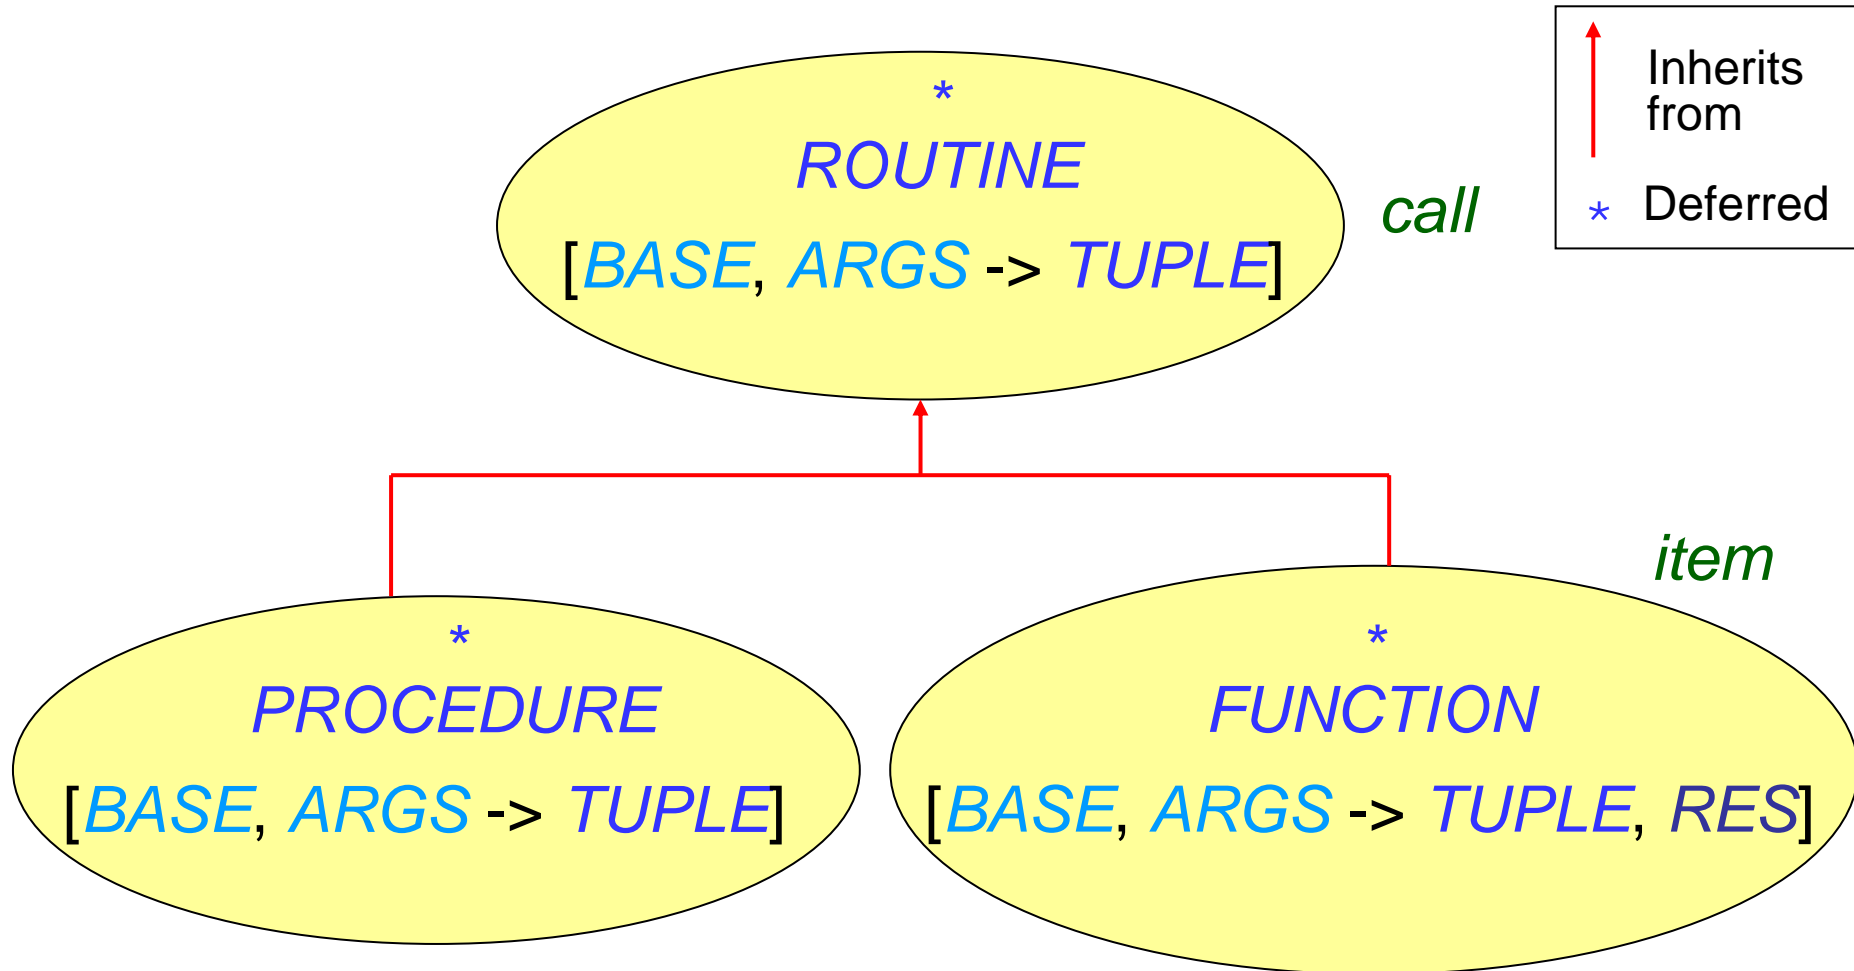 *
ROUTINE
[BASE, ARGS -> TUPLE]
call
Inherits
from
* Deferred
item
*
PROCEDURE
[BASE, ARGS -> TUPLE]
*
FUNCTION
[BASE, ARGS -> TUPLE, RES]